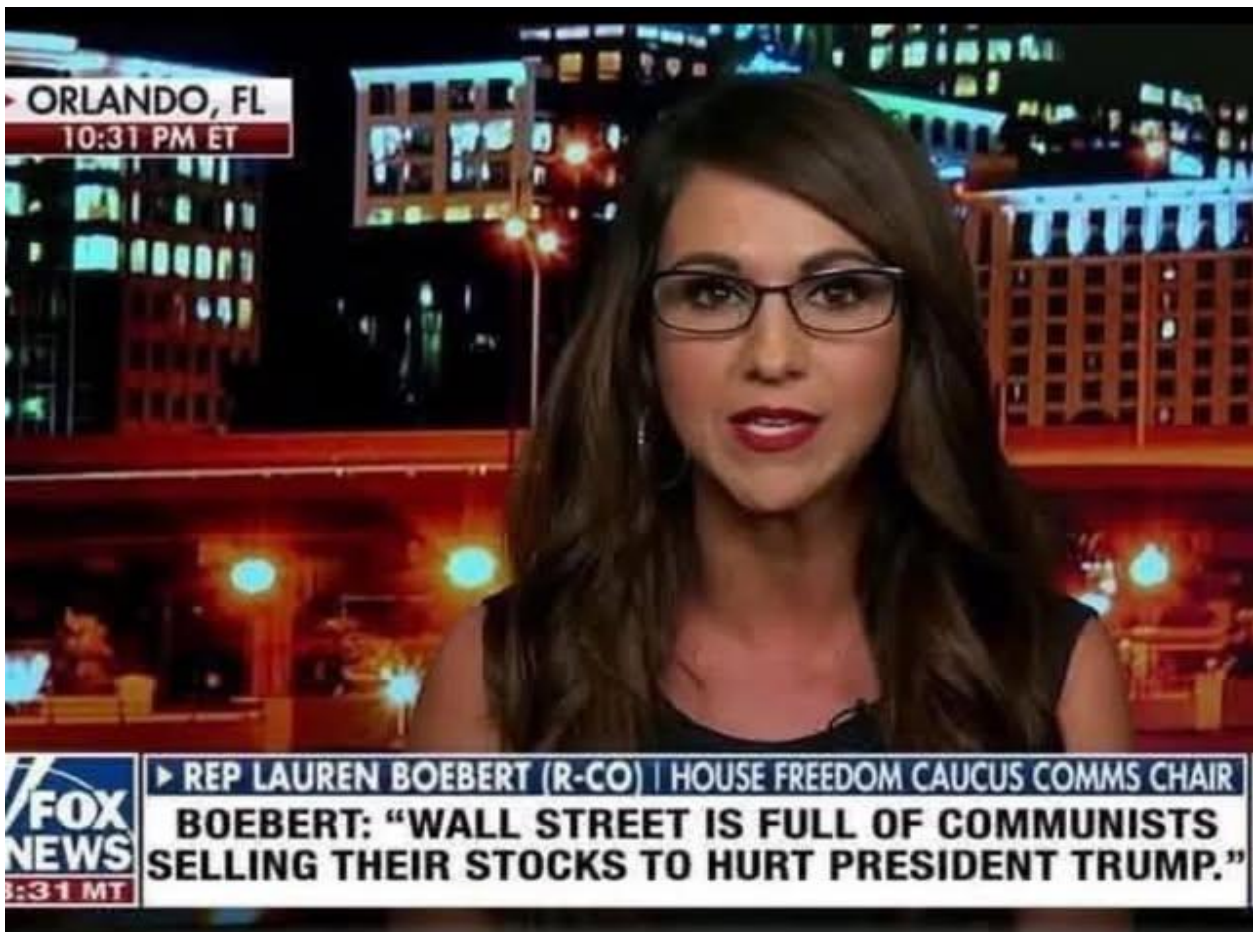 ORLANDO, FL
10:31 PM ET
REP LAUREN BOEBERT (R-CO) | HOUSE FREEDOM CAUCUS COMMS CHAIR
BOEBERT: “WALL STREET IS FULL OF COMMUNISTS
SELLING THEIR STOCKS TO HURT PRESIDENT TRUMP.”
FOX
NEWS
8:31 MT